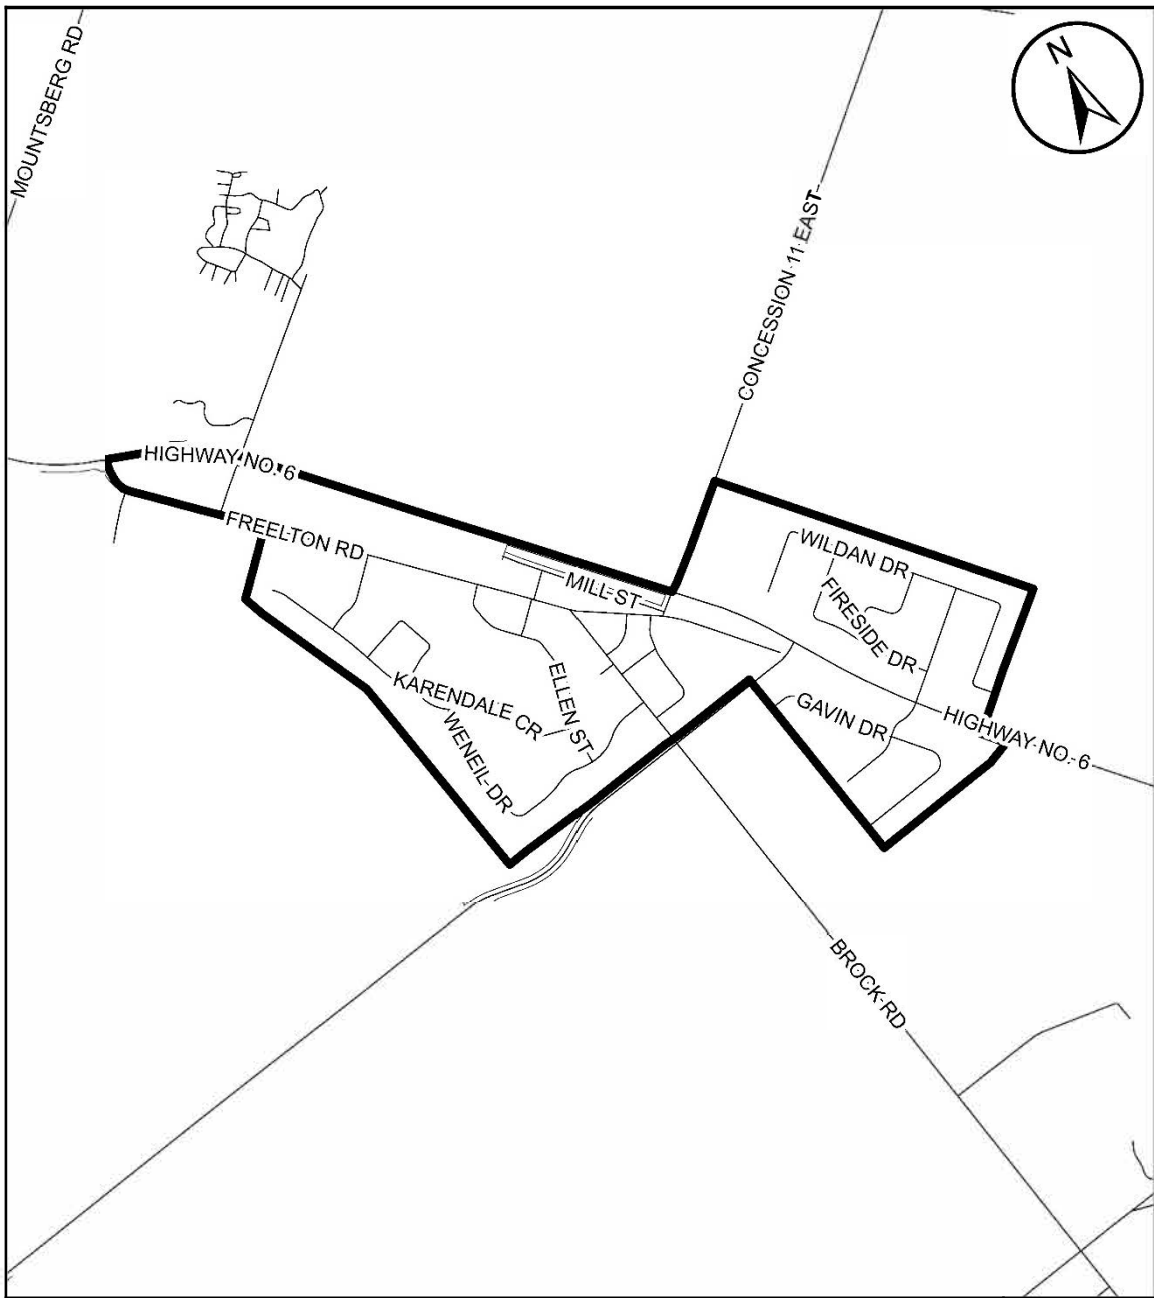 MOUNTSBERG RD
N
CONCESSION 11 EAST
HIGHWAY NO. 6
FREELTON RD
MILL ST
WILDAN DR
FIRESIDE DR
KARENDALE CR
ELLEN ST
WENEIL DR
GAVIN DR
HIGHWAY NO. 6
BROCK RD